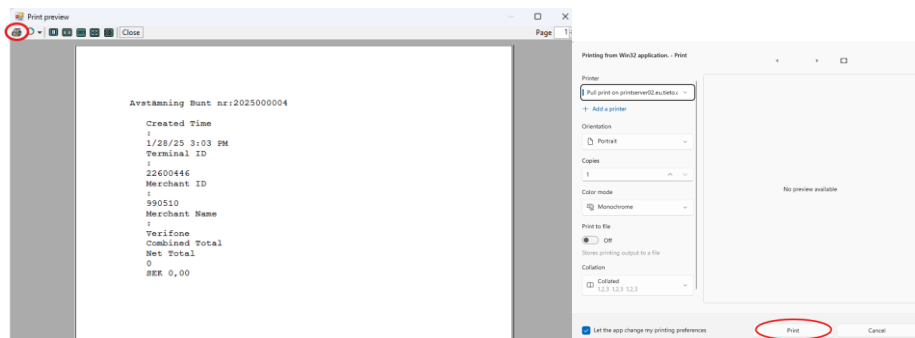 Print preview
Close
Page 1
Avstämning Bunt nr:2025000004
Created Time
:
1/28/25 3:03 PM
Terminal ID
:
22600446
Merchant ID
:
990510
Merchant Name
:
Verifone
Combined Total
Net Total
0
SEK 0,00
Printing from Win32 application. - Print
Printer
Pull print on printserver02.eu.tieto.c
+ Add a printer
Orientation
Portrait
Copies
1
Color mode
Monochrome
Print to file
Off
Stores printing output to a file
Collation
Collated
1,2,3 1,2,3 1,2,3
No preview available
Let the app change my printing preferences
Print
Cancel